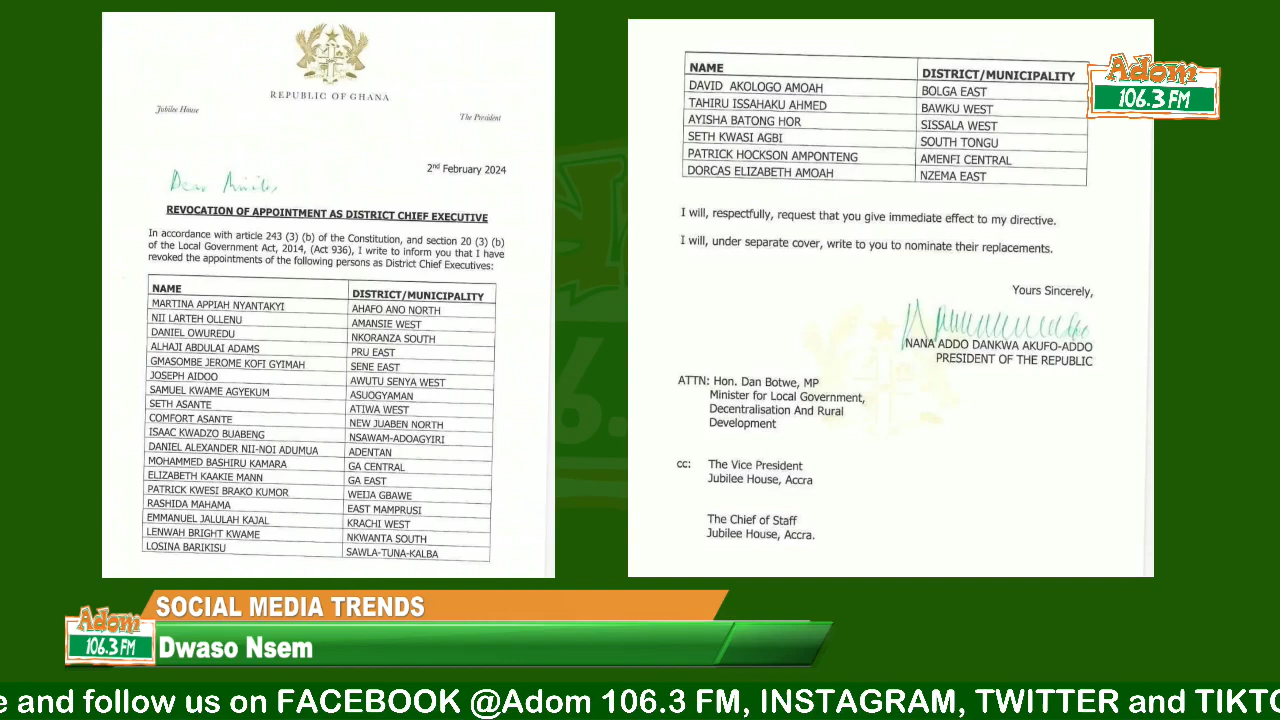 REPUBLIC OF GHANA
Jubilee House
The President
2nd February 2024
Dear Minister
REVOCATION OF APPOINTMENT AS DISTRICT CHIEF EXECUTIVE
In accordance with article 243 (3) (b) of the Constitution, and section 20 (3) (b)
of the Local Government Act, 2014, (Act 936), I write to inform you that I have
revoked the appointments of the following persons as District Chief Executives:
NAME DISTRICT/MUNICIPALITY
MARTINA APPIAH NYANTAKYI AHAFO ANO NORTH
NII LARTEH OLLENU AMANSIE WEST
DANIEL OWUREDU NKORANZA SOUTH
ALHAJI ABDULAI ADAMS PRU EAST
GMASOMBE JEROME KOFI GYIMAH SENE EAST
JOSEPH AIDOO AWUTU SENYA WEST
SAMUEL KWAME AGYEKUM ASUOGYAMAN
SETH ASANTE ATIWA WEST
COMFORT ASANTE NEW JUABEN NORTH
ISAAC KWADZO BUABENG NSAWAM-ADOAGYIRI
DANIEL ALEXANDER NII-NOI ADUMUA ADENTAN
MOHAMMED BASHIRU KAMARA GA CENTRAL
ELIZABETH KAAKIE MANN GA EAST
PATRICK KWESI BRAKO KUMOR WEIJA GBAWE
RASHIDA MAHAMA EAST MAMPRUSI
EMMANUEL JALULAH KAJAL KRACHI WEST
LENWAH BRIGHT KWAME NKWANTA SOUTH
LOSINA BARIKISU SAWLA-TUNA-KALBA
NAME DISTRICT/MUNICIPALITY
DAVID AKOLOGO AMOAH BOLGA EAST
TAHIRU ISSAHAKU AHMED BAWKU WEST
AYISHA BATONG HOR SISSALA WEST
SETH KWASI AGBI SOUTH TONGU
PATRICK HOCKSON AMPONTENG AMENFI CENTRAL
DORCAS ELIZABETH AMOAH NZEMA EAST
I will, respectfully, request that you give immediate effect to my directive.
I will, under separate cover, write to you to nominate their replacements.
Yours Sincerely,
NANA ADDO DANKWA AKUFO-ADDO
PRESIDENT OF THE REPUBLIC
ATTN: Hon. Dan Botwe, MP
Minister for Local Government,
Decentralisation And Rural
Development
cc: The Vice President
Jubilee House, Accra
The Chief of Staff
Jubilee House, Accra.
Adom
106.3 FM
SOCIAL MEDIA TRENDS
Adom
106.3 FM
Dwaso Nsem
e and follow us on FACEBOOK @Adom 106.3 FM, INSTAGRAM, TWITTER and TIKTO